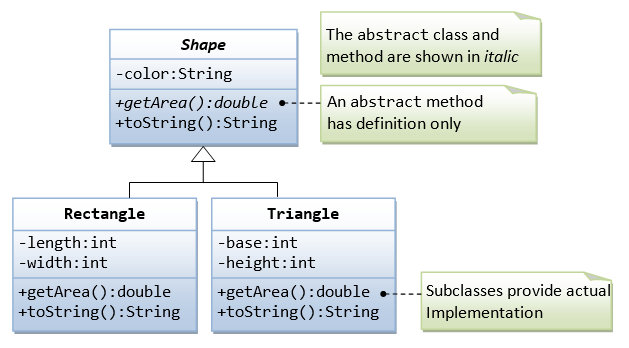 Shape
-color:String
+getArea():double
+toString():String
The abstract class and
method are shown in italic
An abstract method
has definition only
Rectangle
-length:int
-width:int
+getArea():double
+toString():String
Triangle
-base:int
-height:int
+getArea():double
+toString():String
Subclasses provide actual
Implementation